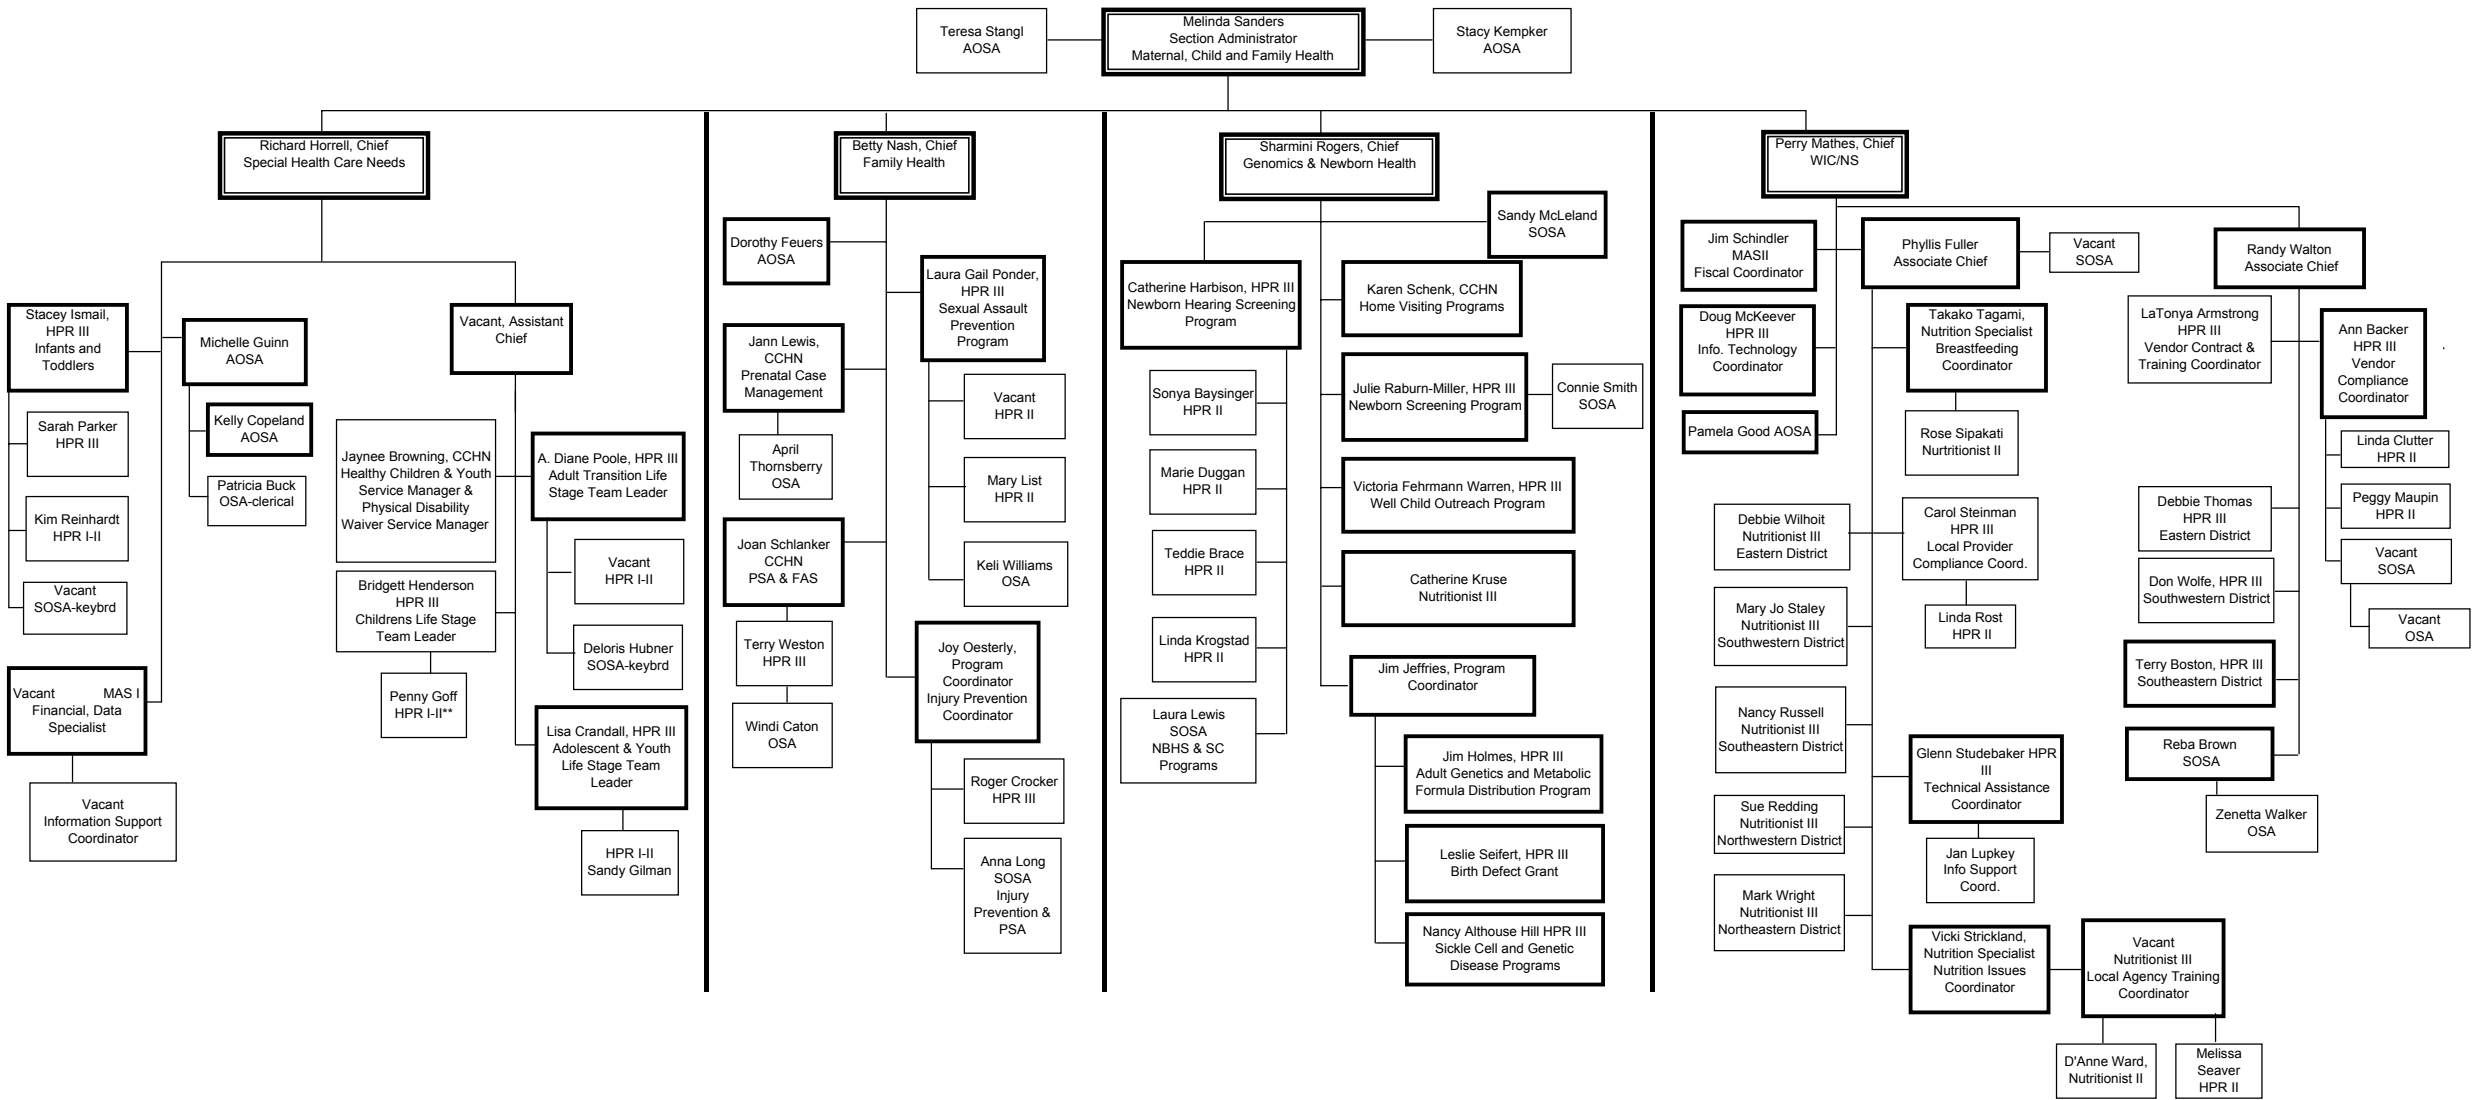 Teresa Stangl
AOSA
Melinda Sanders
Section Administrator
Maternal, Child and Family Health
Stacy Kempker
AOSA
Richard Horrell, Chief
Special Health Care Needs
Stacey Ismail,
HPR III
Infants and
Toddlers
Sarah Parker
HPR III
Kim Reinhardt
HPR I-II
Vacant
SOSA-keybrd
Michelle Guinn
AOSA
Kelly Copeland
AOSA
Patricia Buck
OSA-clerical
Vacant MAS I
Financial, Data
Specialist
Vacant
Information Support
Coordinator
Vacant, Assistant
Chief
Jaynee Browning, CCHN
Healthy Children & Youth
Service Manager &
Physical Disability
Waiver Service Manager
Bridgett Henderson
HPR III
Childrens Life Stage
Team Leader
Penny Goff
HPR I-II**
A. Diane Poole, HPR III
Adult Transition Life
Stage Team Leader
Vacant
HPR I-II
Deloris Hubner
SOSA-keybrd
Lisa Crandall, HPR III
Adolescent & Youth
Life Stage Team
Leader
HPR I-II
Sandy Gilman
Betty Nash, Chief
Family Health
Dorothy Feuers
AOSA
Jann Lewis,
CCHN
Prenatal Case
Management
April
Thornsberry
OSA
Joan Schlanker
CCHN
PSA & FAS
Terry Weston
HPR III
Windi Caton
OSA
Laura Gail Ponder,
HPR III
Sexual Assault
Prevention
Program
Vacant
HPR II
Mary List
HPR II
Keli Williams
OSA
Joy Oesterly,
Program
Coordinator
Injury Prevention
Coordinator
Roger Crocker
HPR III
Anna Long
SOSA
Injury
Prevention &
PSA
Sharmini Rogers, Chief
Genomics & Newborn Health
Sandy McLeland
SOSA
Catherine Harbison, HPR III
Newborn Hearing Screening
Program
Sonya Baysinger
HPR II
Marie Duggan
HPR II
Teddie Brace
HPR II
Linda Krogstad
HPR II
Laura Lewis
SOSA
NBHS & SC
Programs
Karen Schenk, CCHN
Home Visiting Programs
Julie Raburn-Miller, HPR III
Newborn Screening Program
Connie Smith
SOSA
Victoria Fehrmann Warren, HPR III
Well Child Outreach Program
Catherine Kruse
Nutritionist III
Jim Jeffries, Program
Coordinator
Jim Holmes, HPR III
Adult Genetics and Metabolic
Formula Distribution Program
Leslie Seifert, HPR III
Birth Defect Grant
Nancy Althouse Hill HPR III
Sickle Cell and Genetic
Disease Programs
Perry Mathes, Chief
WIC/NS
Jim Schindler
MASII
Fiscal Coordinator
Doug McKeever
HPR III
Info. Technology
Coordinator
Pamela Good AOSA
Phyllis Fuller
Associate Chief
Vacant
SOSA
Takako Tagami,
Nutrition Specialist
Breastfeeding
Coordinator
Rose Sipakati
Nurtritionist II
Debbie Wilhoit
Nutritionist III
Eastern District
Carol Steinman
HPR III
Local Provider
Compliance Coord.
Linda Rost
HPR II
Mary Jo Staley
Nutritionist III
Southwestern District
Nancy Russell
Nutritionist III
Southeastern District
Glenn Studebaker HPR
III
Technical Assistance
Coordinator
Jan Lupkey
Info Support
Coord.
Sue Redding
Nutritionist III
Northwestern District
Mark Wright
Nutritionist III
Northeastern District
Vicki Strickland,
Nutrition Specialist
Nutrition Issues
Coordinator
Vacant
Nutritionist III
Local Agency Training
Coordinator
D'Anne Ward,
Nutritionist II
Melissa
Seaver
HPR II
Randy Walton
Associate Chief
LaTonya Armstrong
HPR III
Vendor Contract &
Training Coordinator
Ann Backer
HPR III
Vendor
Compliance
Coordinator
Linda Clutter
HPR II
Peggy Maupin
HPR II
Vacant
SOSA
Vacant
OSA
Debbie Thomas
HPR III
Eastern District
Don Wolfe, HPR III
Southwestern District
Terry Boston, HPR III
Southeastern District
Reba Brown
SOSA
Zenetta Walker
OSA